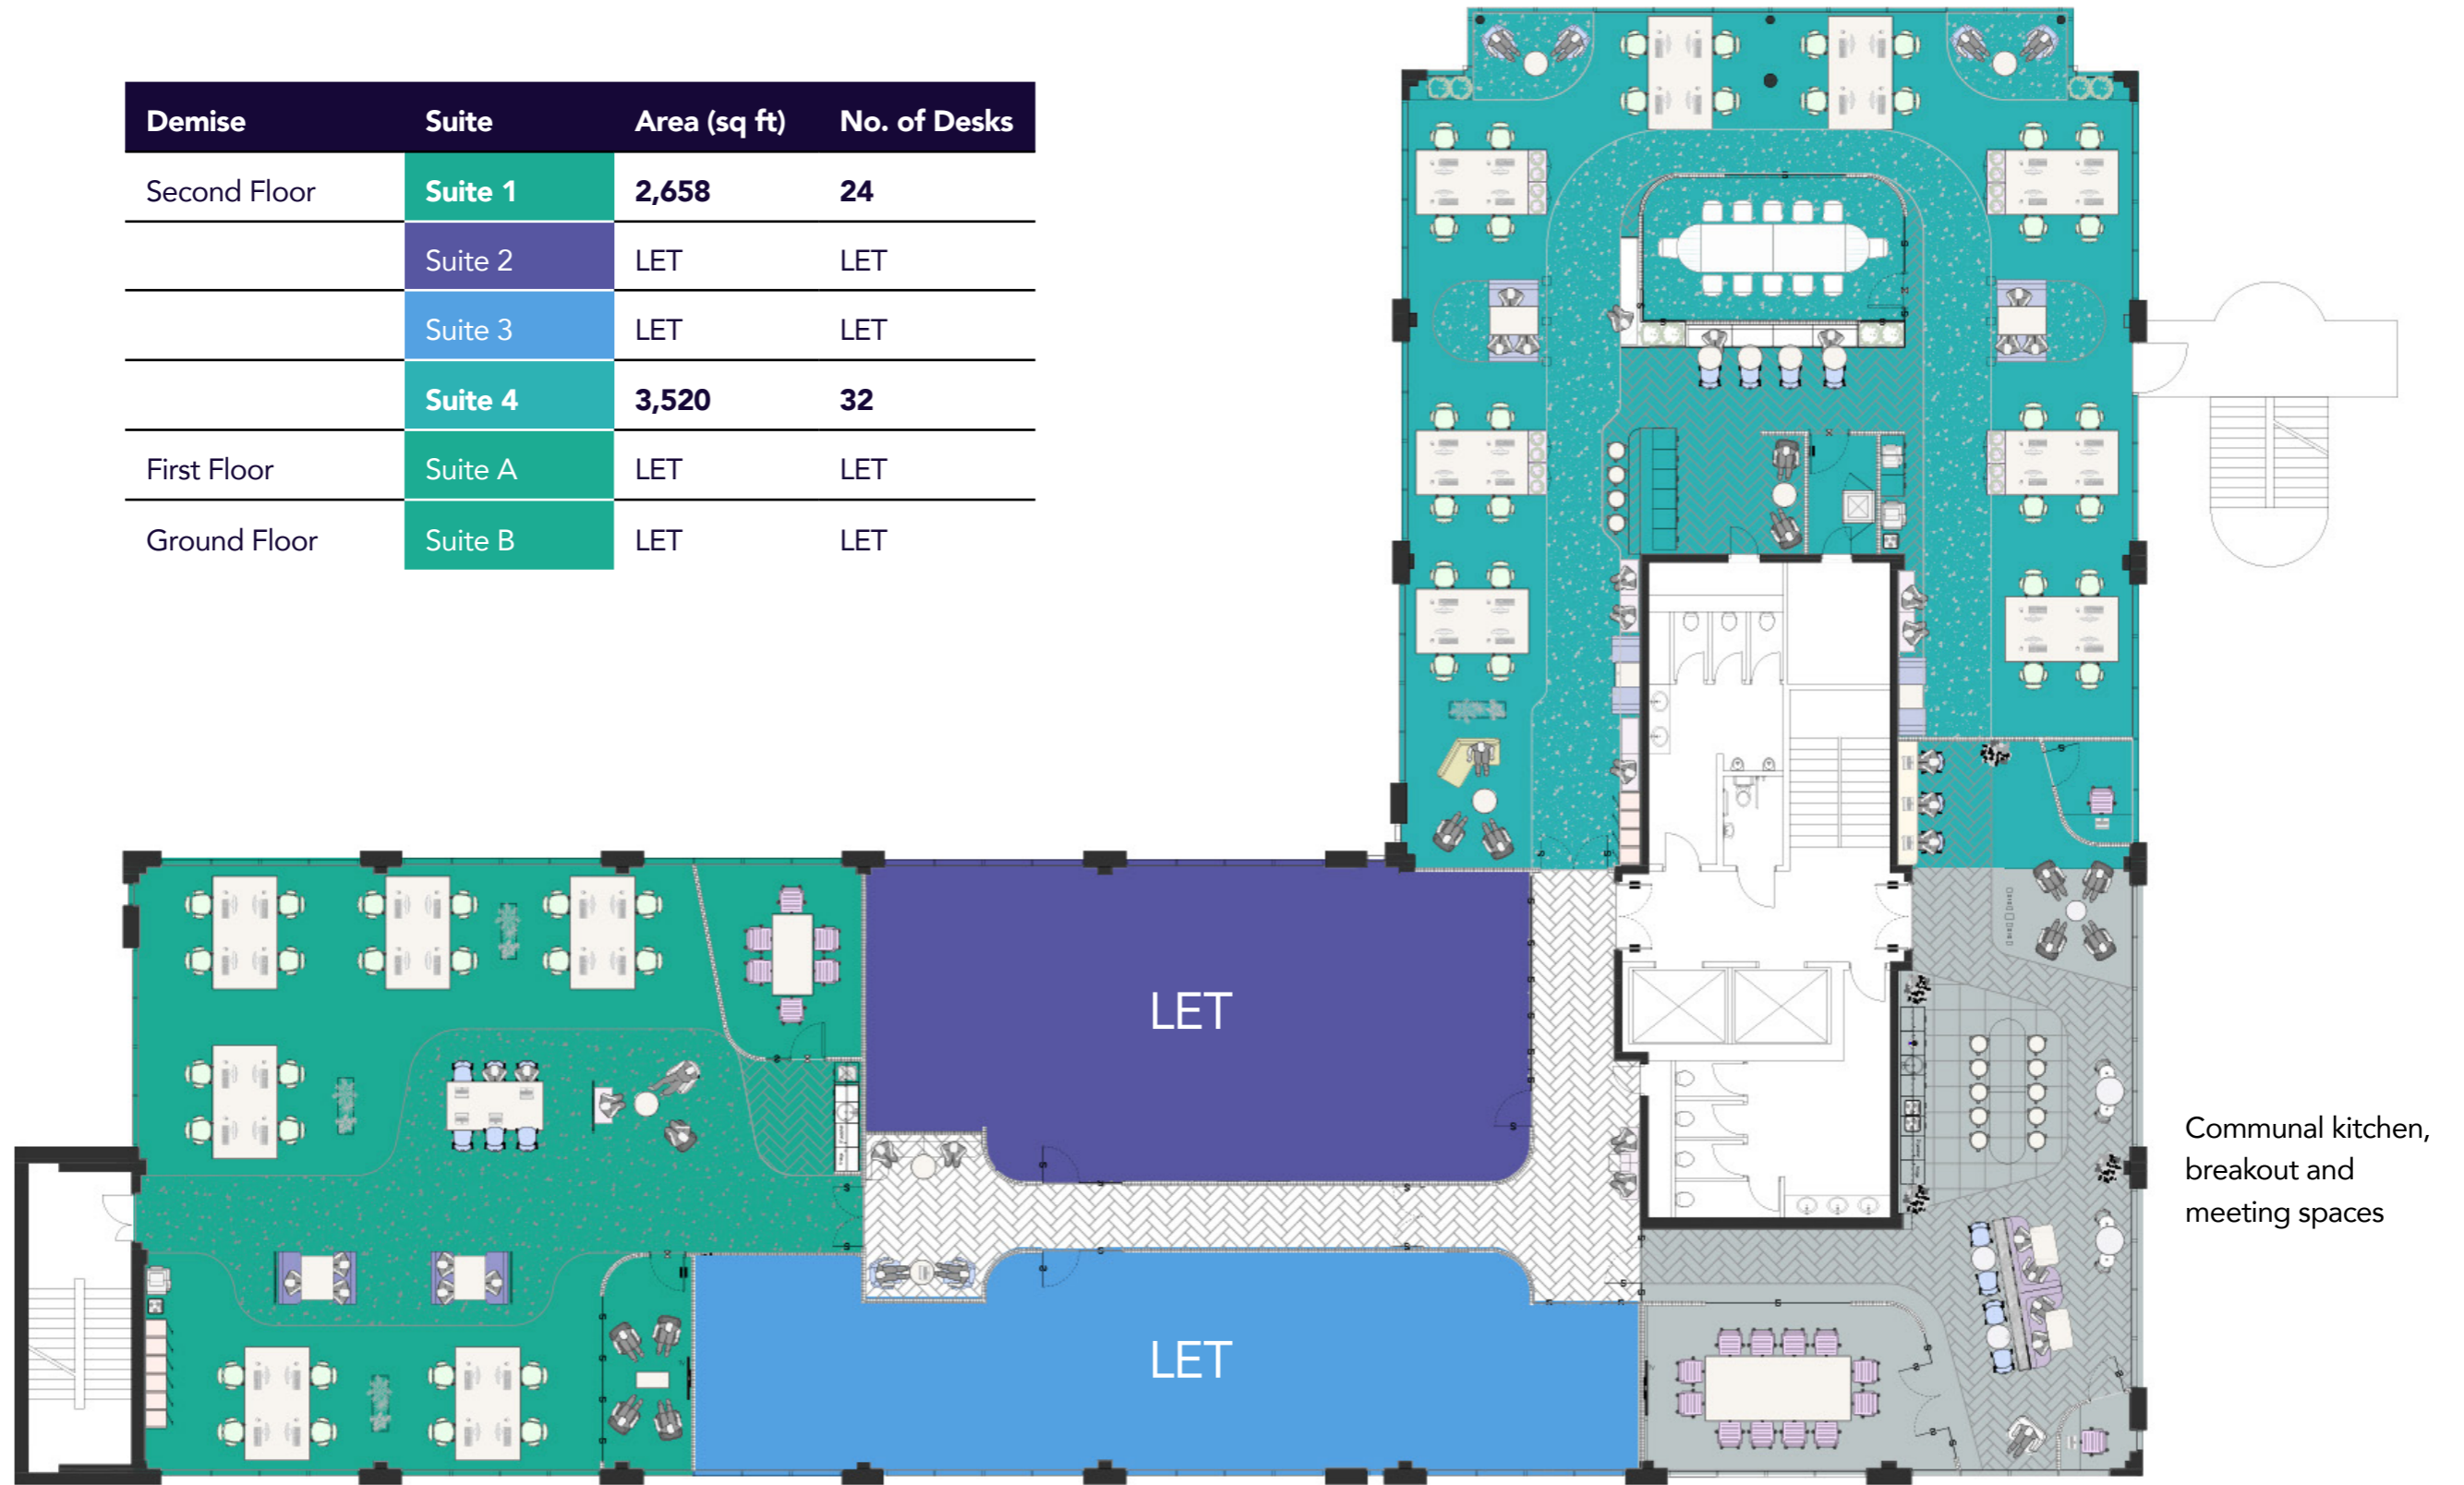 Demise Suite Area (sq ft) No. of Desks
Second Floor Suite 1 2,658 24
Suite 2 LET LET
Suite 3 LET LET
Suite 4 3,520 32
First Floor Suite A LET LET
Ground Floor Suite B LET LET
LET
LET
Communal kitchen,
breakout and
meeting spaces